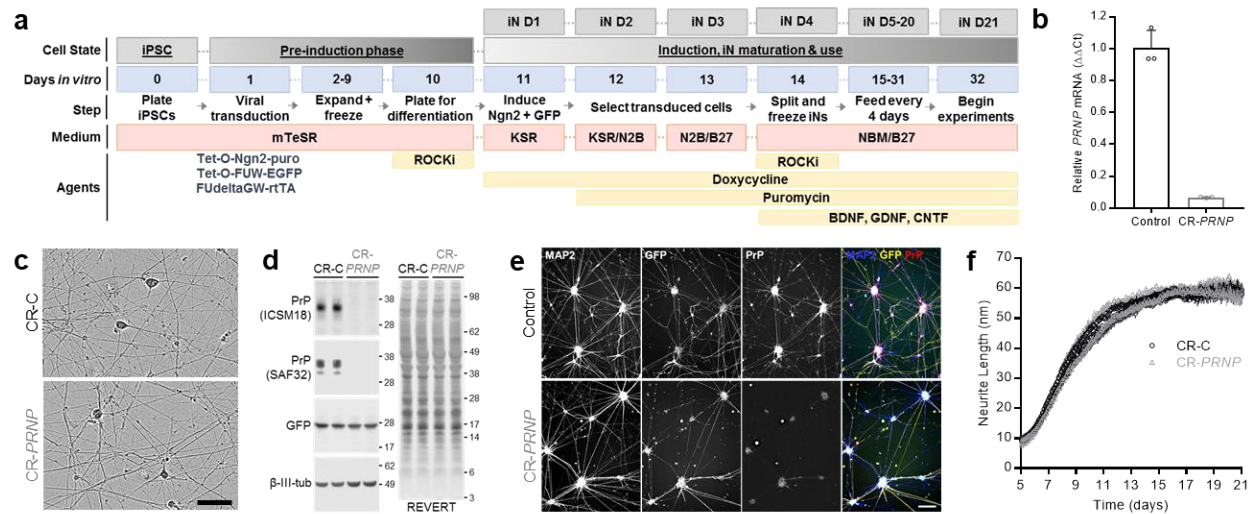 a
iN D1 iN D2 iN D3 iN D4 iN D5-20 iN D21
Cell State iPSC Pre-induction phase Induction, iN maturation & use
Days in vitro 0 1 2-9 10 11 12 13 14 15-31 32
Step Plate iPSCs Viral transduction Expand + freeze Plate for differentiation Induce Ngn2 + GFP Select transduced cells Split and freeze iNs Feed every 4 days Begin experiments
Medium mTeSR KSR KSR/N2B N2B/B27 NBM/B27
Agents
Tet-O-Ngn2-puro
Tet-O-FUW-EGFP
FUdeltaGW-rtTA
ROCKi ROCKi
Doxycycline
Puromycin
BDNF, GDNF, CNTF
b
Relative PRNP mRNA (ΔΔCt)
1.2
1.0
0.8
0.6
0.4
0.2
0.0
Control CR-PRNP
c
CR-C
CR-PRNP
d
CR-C CR-PRNP CR-C CR-PRNP
PrP (ICSM18)
38
28
PrP (SAF32)
38
28
GFP
28
17
β-III-tub
62
49
98
62
49
38
28
17
14
6
3
REVERT
e
MAP2 GFP PrP MAP2 GFP PrP
Control
CR-PRNP
f
Neurite Length (nm)
70
60
50
40
30
20
10
0
CR-C
CR-PRNP
5 7 9 11 13 15 17 19 21
Time (days)